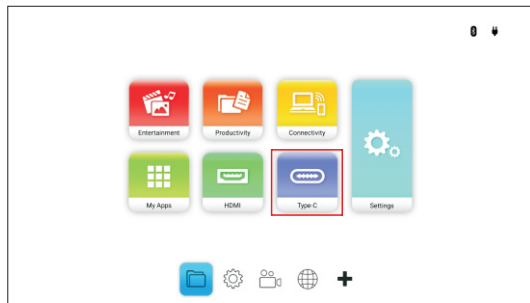 Entertainment
Productivity
Connectivity
My Apps
HDMI
Type-C
Settings